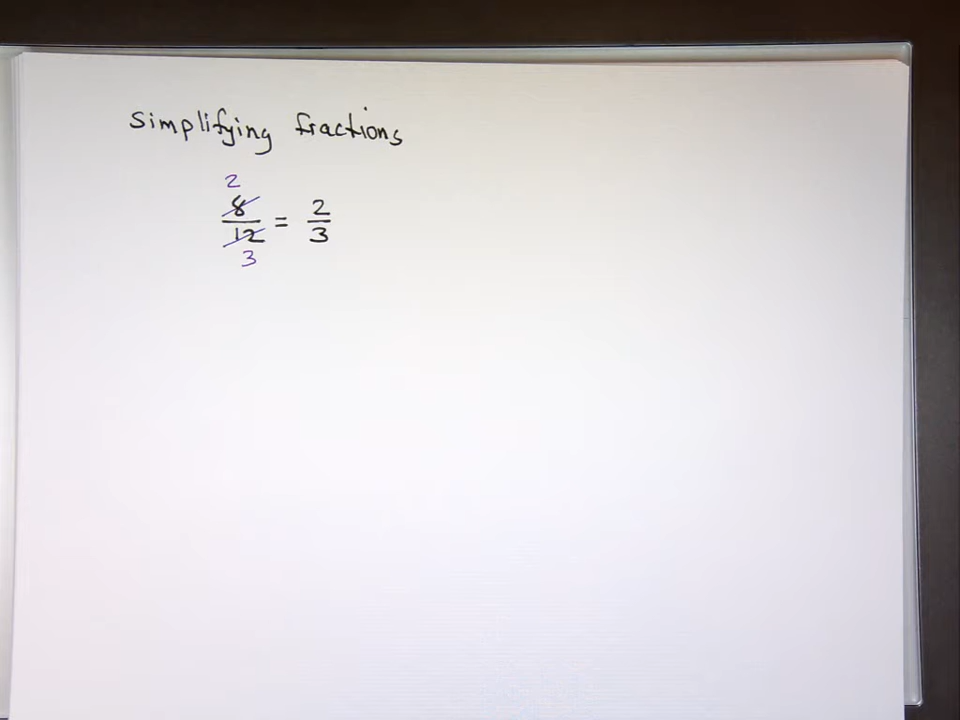 Simplifying fractions
2
8/12 = 2/3
3